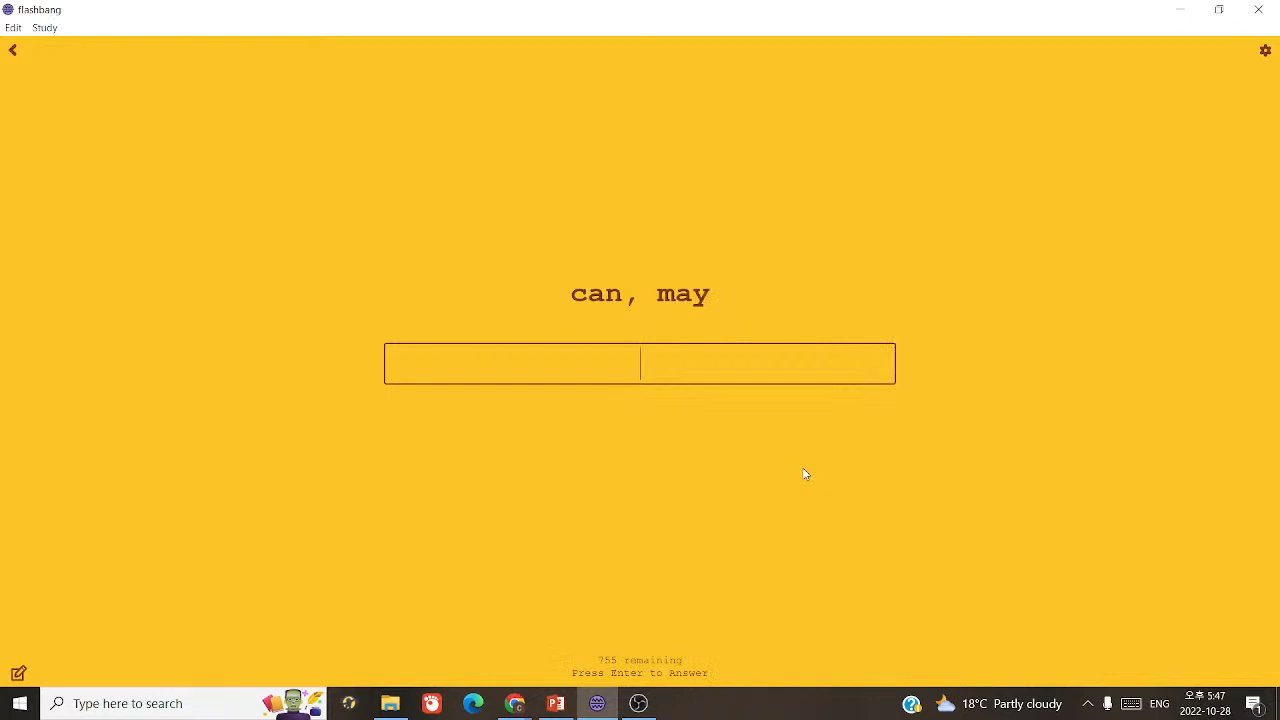 flashbang
Edit Study
can, may
755 remaining
Press Enter to Answer
Type here to search
18°C Partly cloudy
ENG
오후 5:47
2022-10-28
1